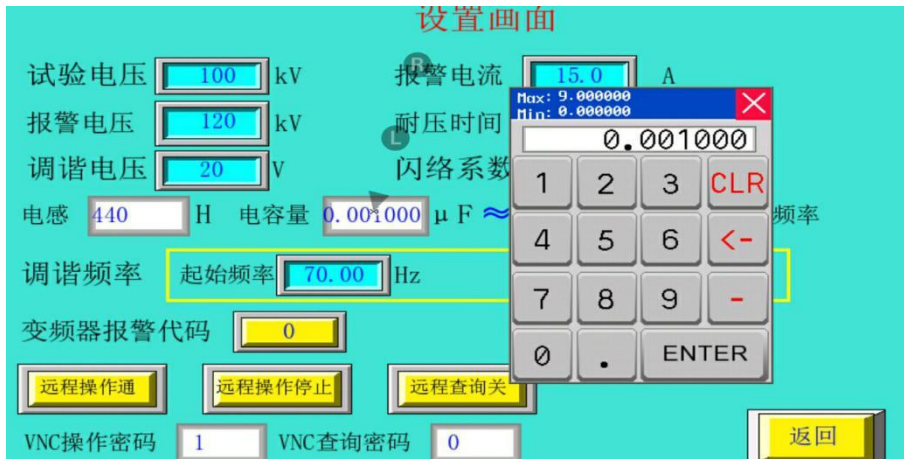 设置画面
试验电压 100 kV 报警电流 15.0 A
报警电压 120 kV 耐压时间
调谐电压 20 V 闪络系数
电感 440 H 电容量 0.001000 μF ≈ 频率
调谐频率 起始频率 70.00 Hz
变频器报警代码 0
远程操作通 远程操作停止 远程查询关
VNC操作密码 1 VNC查询密码 0
返回
Max: 9.000000
Min: 0.000000
0.001000
1 2 3 CLR
4 5 6 <-
7 8 9 -
0 . ENTER
R
L